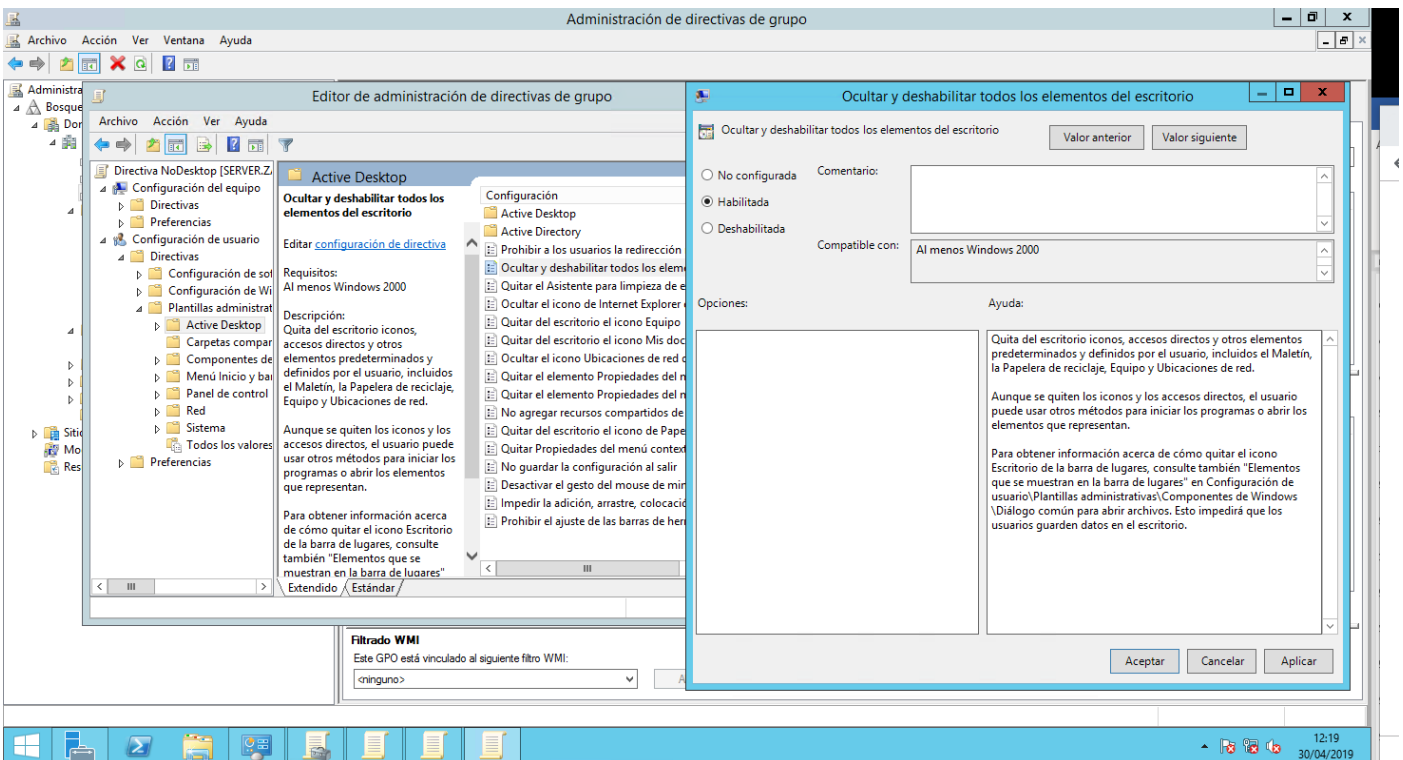 Administración de directivas de grupo
Archivo Acción Ver Ventana Ayuda
Administra
Bosque
Dor
Sitio
Mo
Res
Editor de administración de directivas de grupo
Archivo Acción Ver Ayuda
Directiva NoDesktop [SERVER.Z
Configuración del equipo
Directivas
Preferencias
Configuración de usuario
Directivas
Configuración de sof
Configuración de Wi
Plantillas administrat
Active Desktop
Carpetas compar
Componentes de
Menú Inicio y bar
Panel de control
Red
Sistema
Todos los valores
Preferencias
Active Desktop
Ocultar y deshabilitar todos los
elementos del escritorio
Editar configuración de directiva
Requisitos:
Al menos Windows 2000
Descripción:
Quita del escritorio iconos,
accesos directos y otros
elementos predeterminados y
definidos por el usuario, incluidos
el Maletín, la Papelera de reciclaje,
Equipo y Ubicaciones de red.
Aunque se quiten los iconos y los
accesos directos, el usuario puede
usar otros métodos para iniciar los
programas o abrir los elementos
que representan.
Para obtener información acerca
de cómo quitar el icono Escritorio
de la barra de lugares, consulte
también "Elementos que se
muestran en la barra de lugares"
Configuración
Active Desktop
Active Directory
Prohibir a los usuarios la redirección
Ocultar y deshabilitar todos los eleme
Quitar el Asistente para limpieza de e
Ocultar el icono de Internet Explorer
Quitar del escritorio el icono Equipo
Quitar del escritorio el icono Mis doc
Ocultar el icono Ubicaciones de red
Quitar el elemento Propiedades del
Quitar el elemento Propiedades del
No agregar recursos compartidos de
Quitar del escritorio el icono de Pape
Quitar Propiedades del menú context
No guardar la configuración al salir
Desactivar el gesto del mouse de min
Impedir la adición, arrastre, colocació
Prohibir el ajuste de las barras de her
Extendido Estándar
Ocultar y deshabilitar todos los elementos del escritorio
Ocultar y deshabilitar todos los elementos del escritorio
Valor anterior Valor siguiente
No configurada
Habilitada
Deshabilitada
Comentario:
Compatible con:
Al menos Windows 2000
Opciones:
Ayuda:
Quita del escritorio iconos, accesos directos y otros elementos
predeterminados y definidos por el usuario, incluidos el Maletín,
la Papelera de reciclaje, Equipo y Ubicaciones de red.
Aunque se quiten los iconos y los accesos directos, el usuario
puede usar otros métodos para iniciar los programas o abrir los
elementos que representan.
Para obtener información acerca de cómo quitar el icono
Escritorio de la barra de lugares, consulte también "Elementos
que se muestran en la barra de lugares" en Configuración de
usuario\Plantillas administrativas\Componentes de Windows
\Diálogo común para abrir archivos. Esto impedirá que los
usuarios guarden datos en el escritorio.
Aceptar Cancelar Aplicar
Filtrado WMI
Este GPO está vinculado al siguiente filtro WMI:
<ninguno>
12:19
30/04/2019